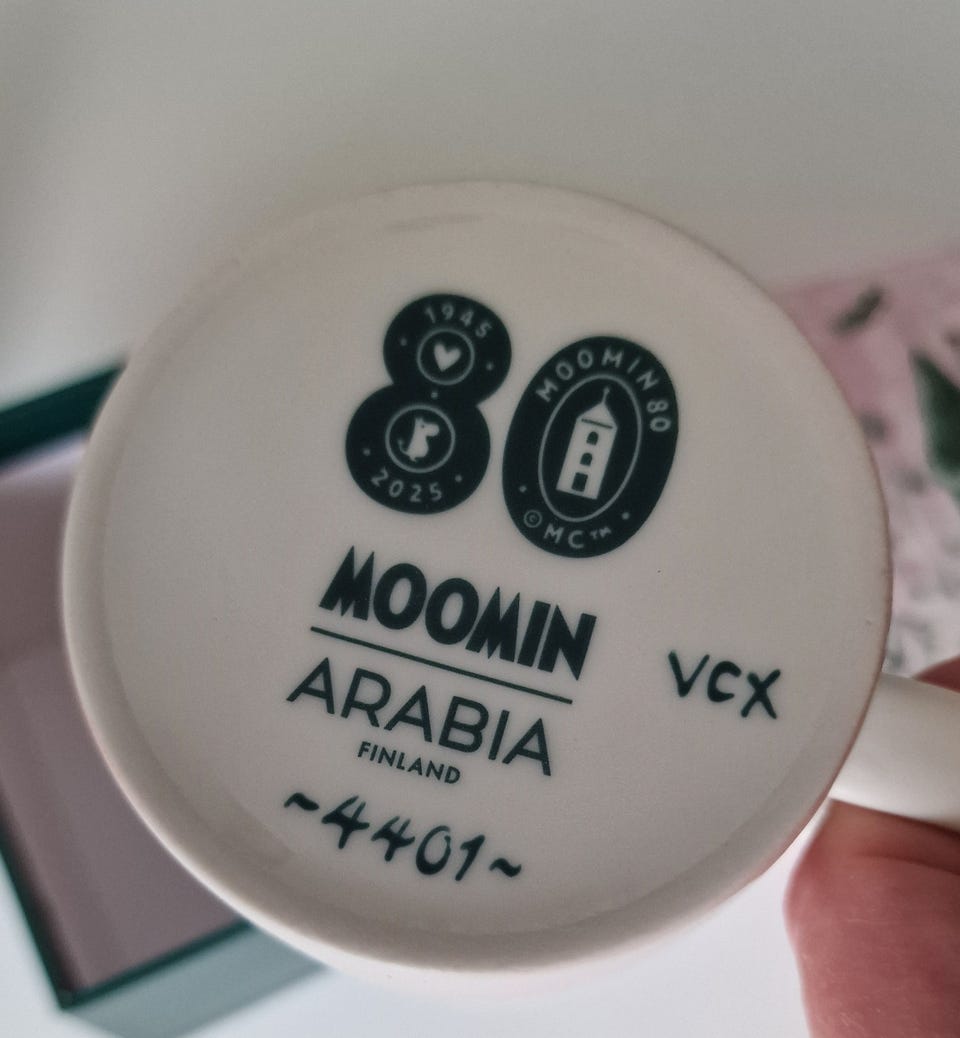 1945
2025
MOOMIN 80
© MC™
MOOMIN
ARABIA
FINLAND
~4401~
VCX